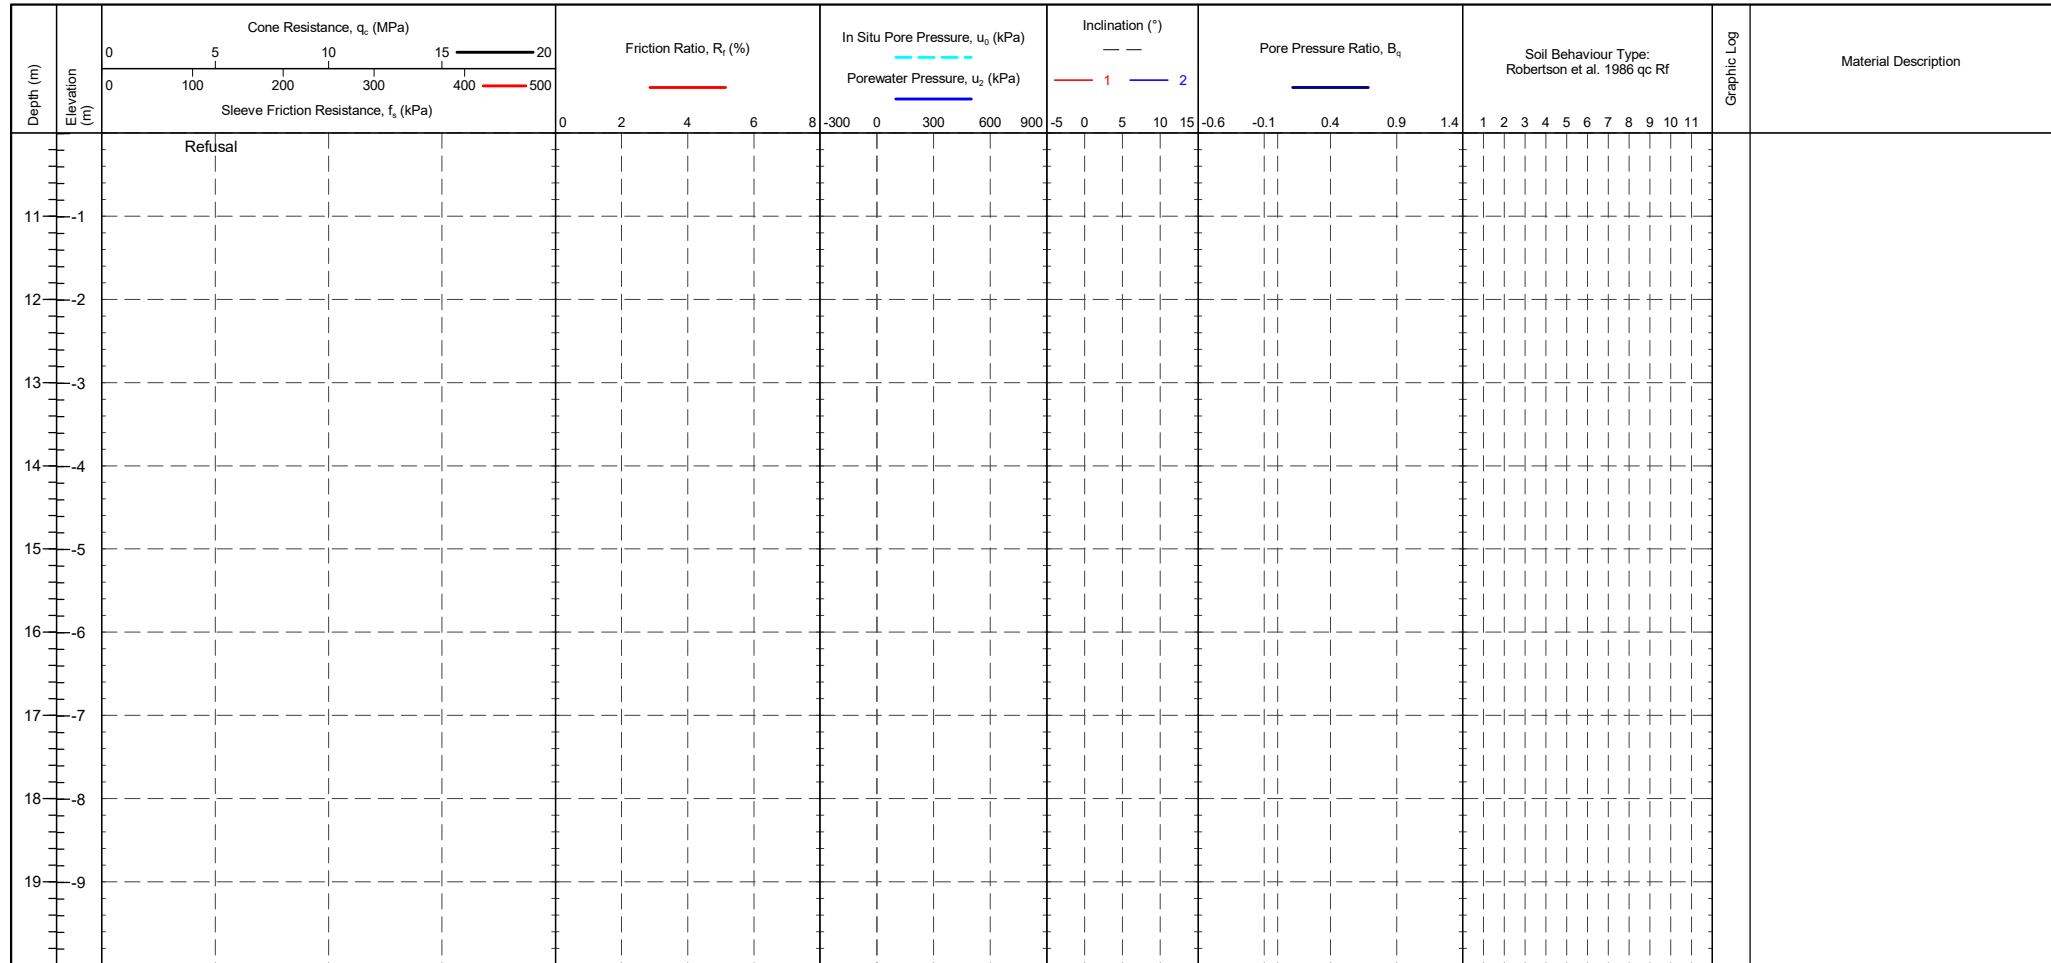 Depth (m)
Elevation (m)
Cone Resistance, qc (MPa)
0 5 10 15 20
0 100 200 300 400 500
Sleeve Friction Resistance, fs (kPa)
Friction Ratio, Rf (%)
0 2 4 6 8
In Situ Pore Pressure, u0 (kPa)
Porewater Pressure, u2 (kPa)
-300 0 300 600 900
Inclination (°)
1 2
-5 0 5 10 15
Pore Pressure Ratio, Bq
-0.6 -0.1 0.4 0.9 1.4
Soil Behaviour Type:
Robertson et al. 1986 qc Rf
1 2 3 4 5 6 7 8 9 10 11
Graphic Log
Material Description
Refusal
11 -1
12 -2
13 -3
14 -4
15 -5
16 -6
17 -7
18 -8
19 -9